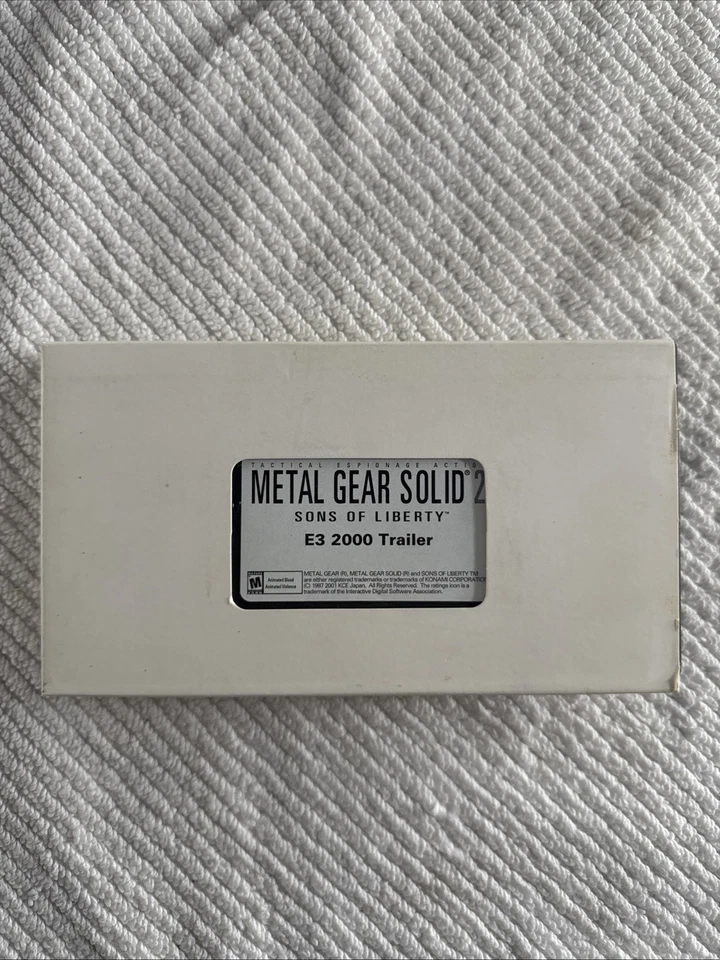 TACTICAL ESPIONAGE ACTIO
METAL GEAR SOLID® 2
SONS OF LIBERTY™
E3 2000 Trailer
M
Animated Blood
Animated Violence
METAL GEAR (R), METAL GEAR SOLID (R) and SONS OF LIBERTY TM
are either registered trademarks or trademarks of KONAMI CORPORATION
(C) 1987 2001 KCE Japan. All Rights Reserved. The ratings icon is a
trademark of the Interactive Digital Software Association.